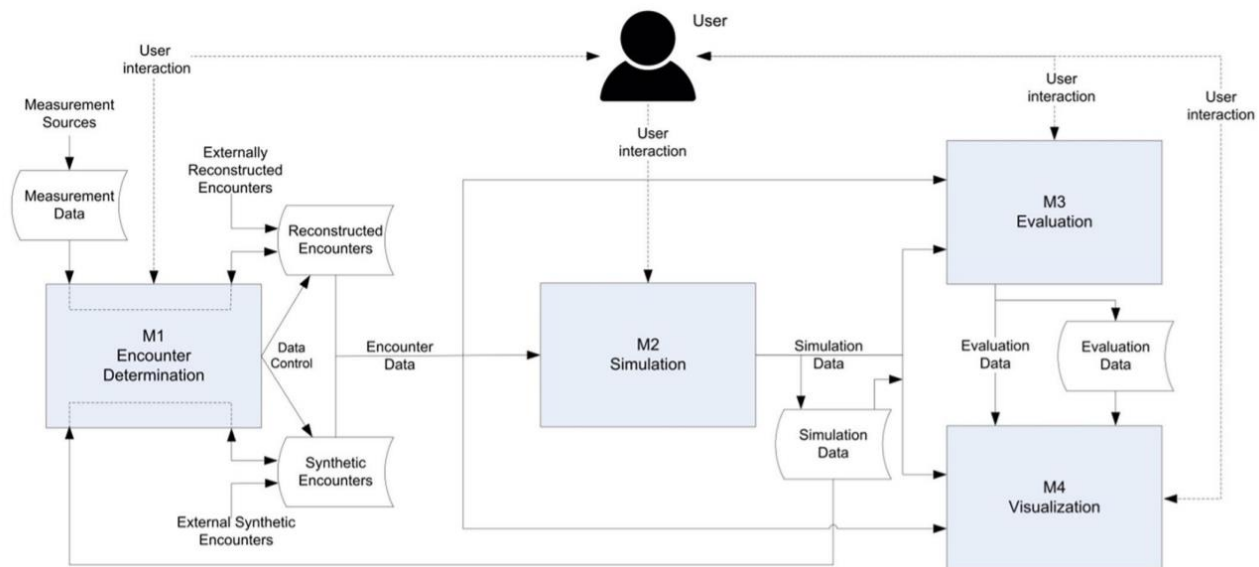 User
User
interaction
Measurement
Sources
Measurement
Data
Externally
Reconstructed
Encounters
Reconstructed
Encounters
User
interaction
User
interaction
User
interaction
M1
Encounter
Determination
Data
Control
Encounter
Data
Synthetic
Encounters
External Synthetic
Encounters
M2
Simulation
Simulation
Data
Simulation
Data
M3
Evaluation
Evaluation
Data
Evaluation
Data
M4
Visualization